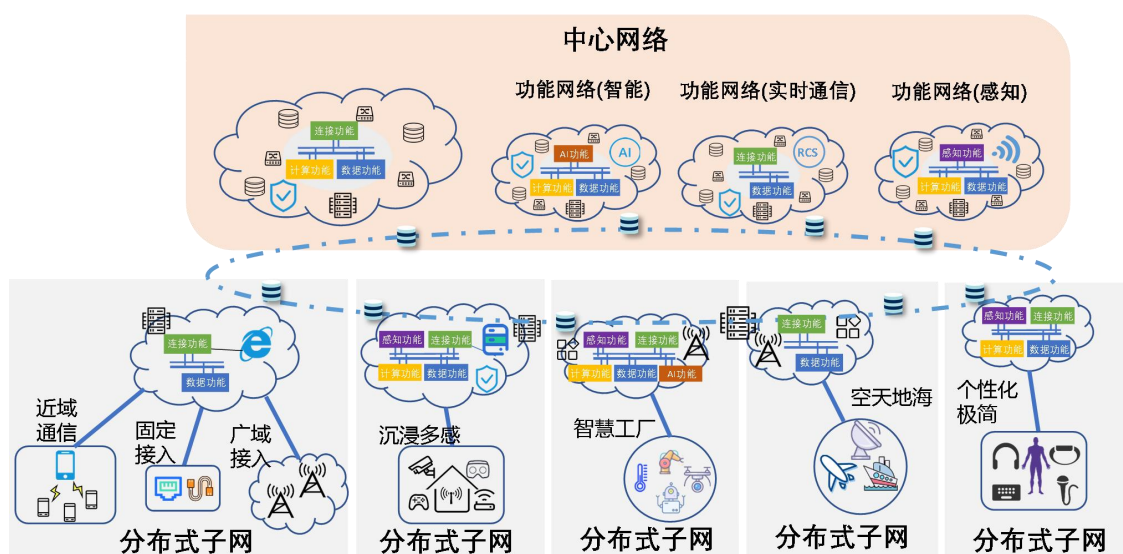 中心网络
功能网络(智能)
功能网络(实时通信)
功能网络(感知)
连接功能
计算功能
数据功能
AI功能
AI
计算功能
数据功能
连接功能
RCS
数据功能
感知功能
计算功能
数据功能
连接功能
数据功能
近域
通信
固定
接入
广域
接入
分布式子网
感知功能
连接功能
计算功能
数据功能
沉浸多感
分布式子网
感知功能
连接功能
计算功能
数据功能
AI功能
智慧工厂
分布式子网
连接功能
数据功能
空天地海
分布式子网
感知功能
连接功能
计算功能
数据功能
个性化
极简
分布式子网